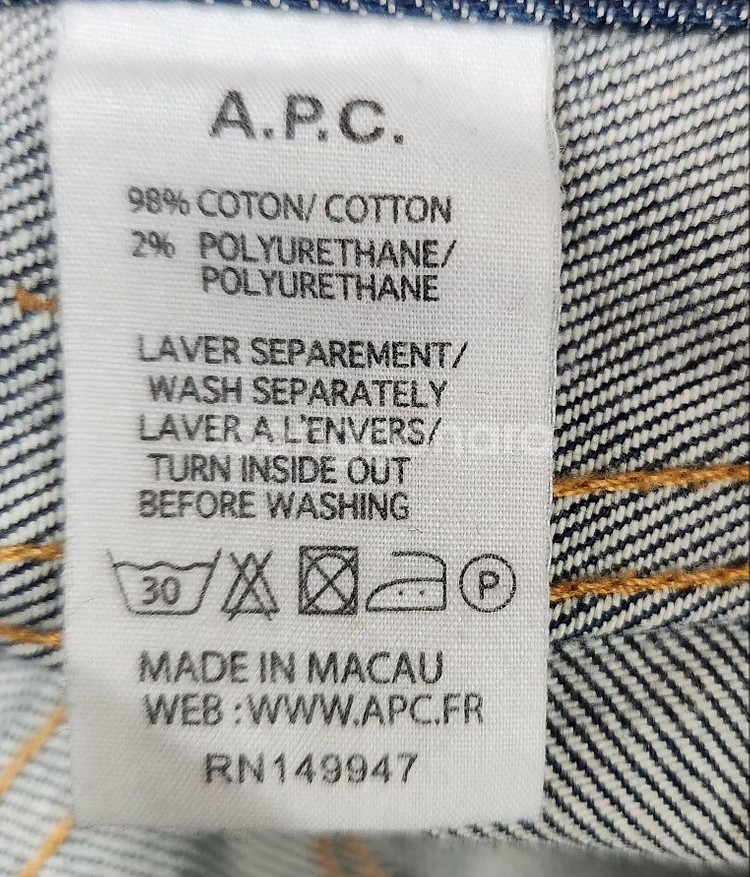 A.P.C.
98% COTON/ COTTON
2% POLYURETHANE/
POLYURETHANE
LAVER SEPAREMENT/
WASH SEPARATELY
LAVER A L'ENVERS/
TURN INSIDE OUT
BEFORE WASHING
30 P
MADE IN MACAU
WEB :WWW.APC.FR
RN149947